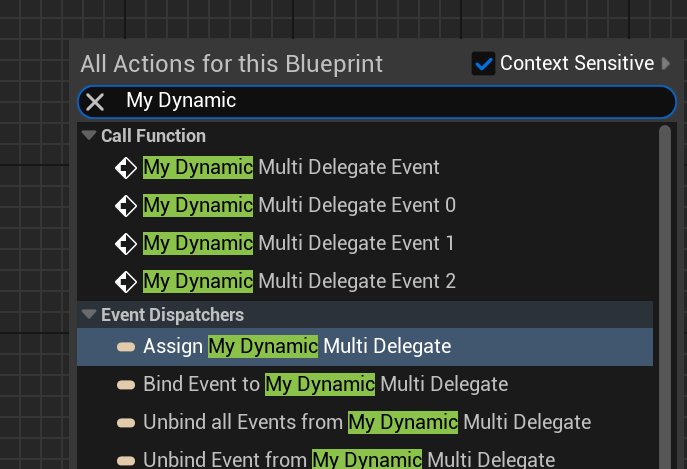 All Actions for this Blueprint Context Sensitive
My Dynamic
Call Function
My Dynamic Multi Delegate Event
My Dynamic Multi Delegate Event 0
My Dynamic Multi Delegate Event 1
My Dynamic Multi Delegate Event 2
Event Dispatchers
Assign My Dynamic Multi Delegate
Bind Event to My Dynamic Multi Delegate
Unbind all Events from My Dynamic Multi Delegate
Unbind Event from My Dynamic Multi Delegate